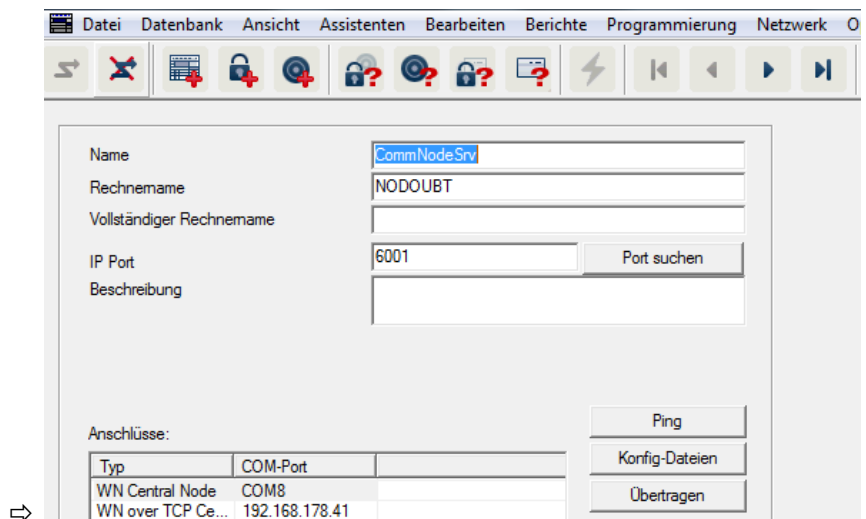 Datei Datenbank Ansicht Assistenten Bearbeiten Berichte Programmierung Netzwerk O
Name CommNodeSrv
Rechnername NODOUBT
Vollständiger Rechnername
IP Port 6001 Port suchen
Beschreibung
Ping
Anschlüsse:
Konfig-Dateien
Typ COM-Port
WN Central Node COM8
Übertragen
WN over TCP Ce... 192.168.178.41